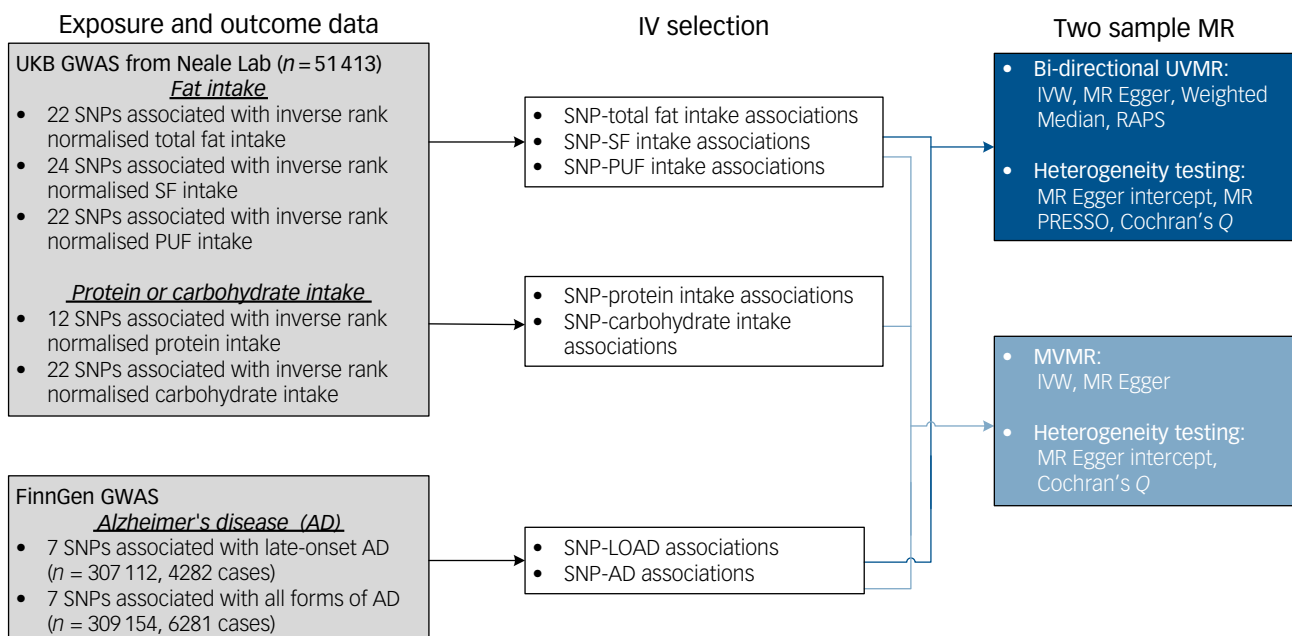 Exposure and outcome data
UKB GWAS from Neale Lab (n = 51 413)
Fat intake
• 22 SNPs associated with inverse rank
normalised total fat intake
• 24 SNPs associated with inverse rank
normalised SF intake
• 22 SNPs associated with inverse rank
normalised PUF intake
Protein or carbohydrate intake
• 12 SNPs associated with inverse rank
normalised protein intake
• 22 SNPs associated with inverse rank
normalised carbohydrate intake
FinnGen GWAS
Alzheimer's disease (AD)
• 7 SNPs associated with late-onset AD
(n = 307 112, 4282 cases)
• 7 SNPs associated with all forms of AD
(n = 309 154, 6281 cases)
IV selection
• SNP-total fat intake associations
• SNP-SF intake associations
• SNP-PUF intake associations
• SNP-protein intake associations
• SNP-carbohydrate intake
associations
• SNP-LOAD associations
• SNP-AD associations
Two sample MR
• Bi-directional UVMR:
IVW, MR Egger, Weighted
Median, RAPS
• Heterogeneity testing:
MR Egger intercept, MR
PRESSO, Cochran's Q
• MVMR:
IVW, MR Egger
• Heterogeneity testing:
MR Egger intercept,
Cochran's Q